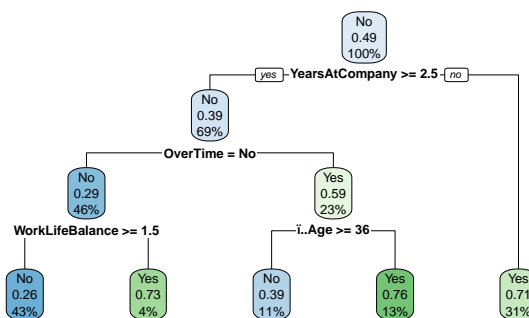 No
0.49
100%
yes YearsAtCompany >= 2.5 no
No
0.39
69%
OverTime = No
No
0.29
46%
Yes
0.59
23%
WorkLifeBalance >= 1.5
ï..Age >= 36
No
0.26
43%
Yes
0.73
4%
No
0.39
11%
Yes
0.76
13%
Yes
0.71
31%